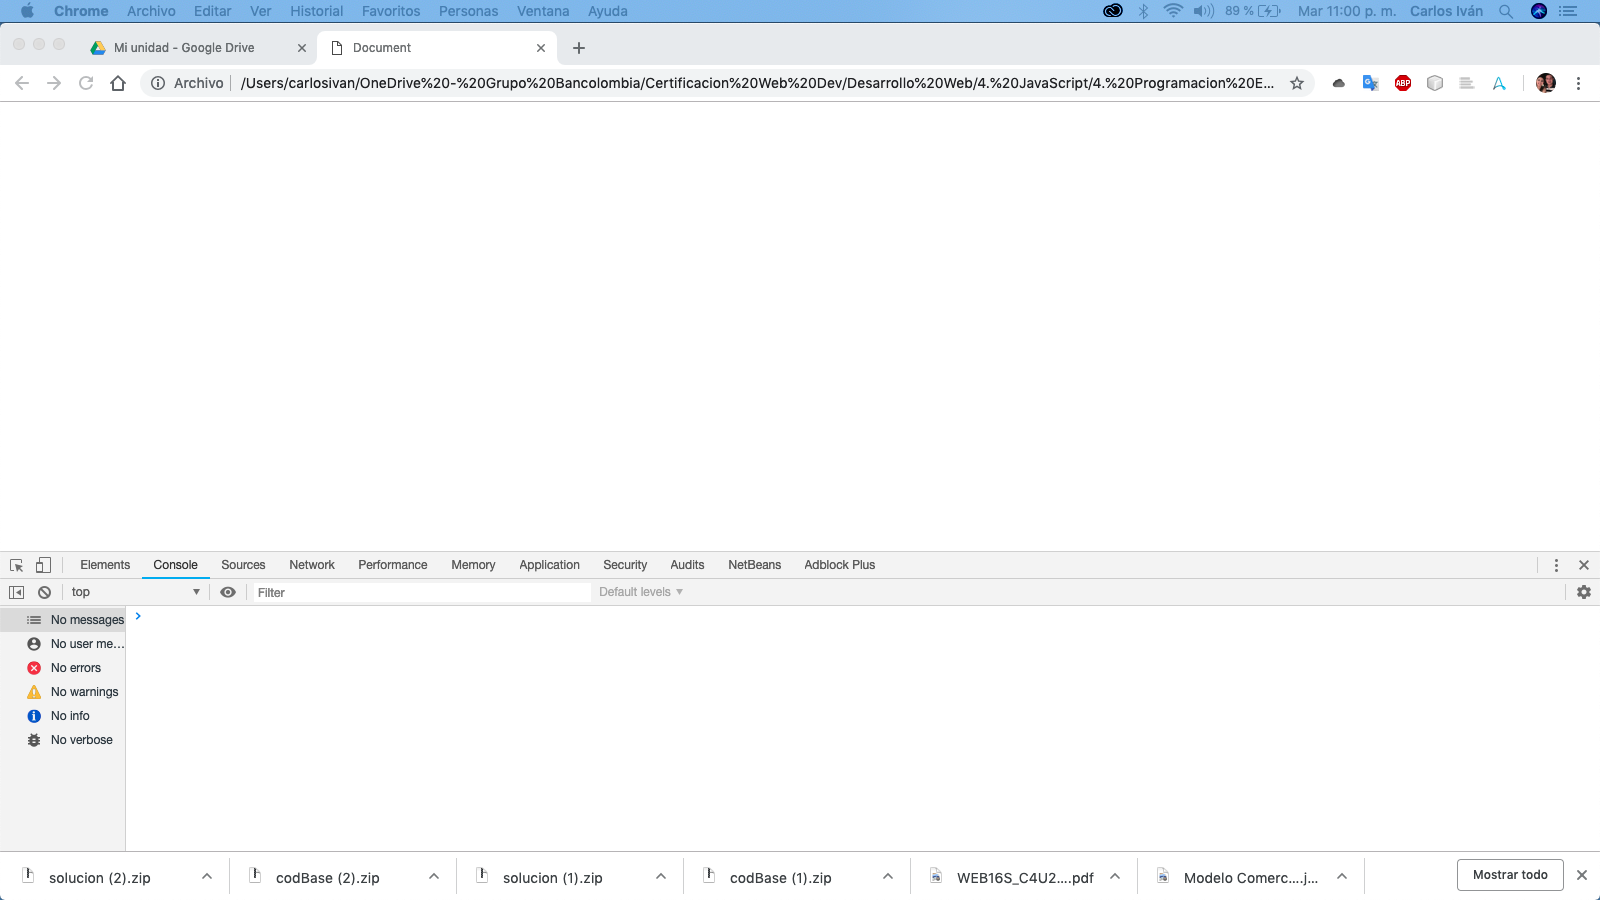 Chrome Archivo Editar Ver Historial Favoritos Personas Ventana Ayuda 89 % Mar 11:00 p. m. Carlos Iván
Mi unidad - Google Drive Document
Archivo /Users/carlosivan/OneDrive%20-%20Grupo%20Bancolombia/Certificacion%20Web%20Dev/Desarrollo%20Web/4.%20JavaScript/4.%20Programacion%20E... ABP
Elements Console Sources Network Performance Memory Application Security Audits NetBeans Adblock Plus
top Filter Default levels
No messages
No user me...
No errors
No warnings
No info
No verbose
solucion (2).zip codBase (2).zip solucion (1).zip codBase (1).zip WEB16S_C4U2....pdf Modelo Comerc....j... Mostrar todo